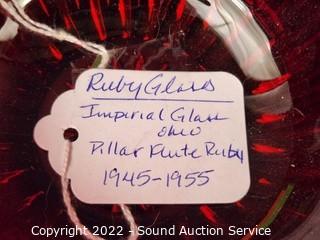 Ruby Glass
Imperial Glass
Ohio
Pillar Flute Ruby
1945-1955
Copyright 2022 - Sound Auction Service